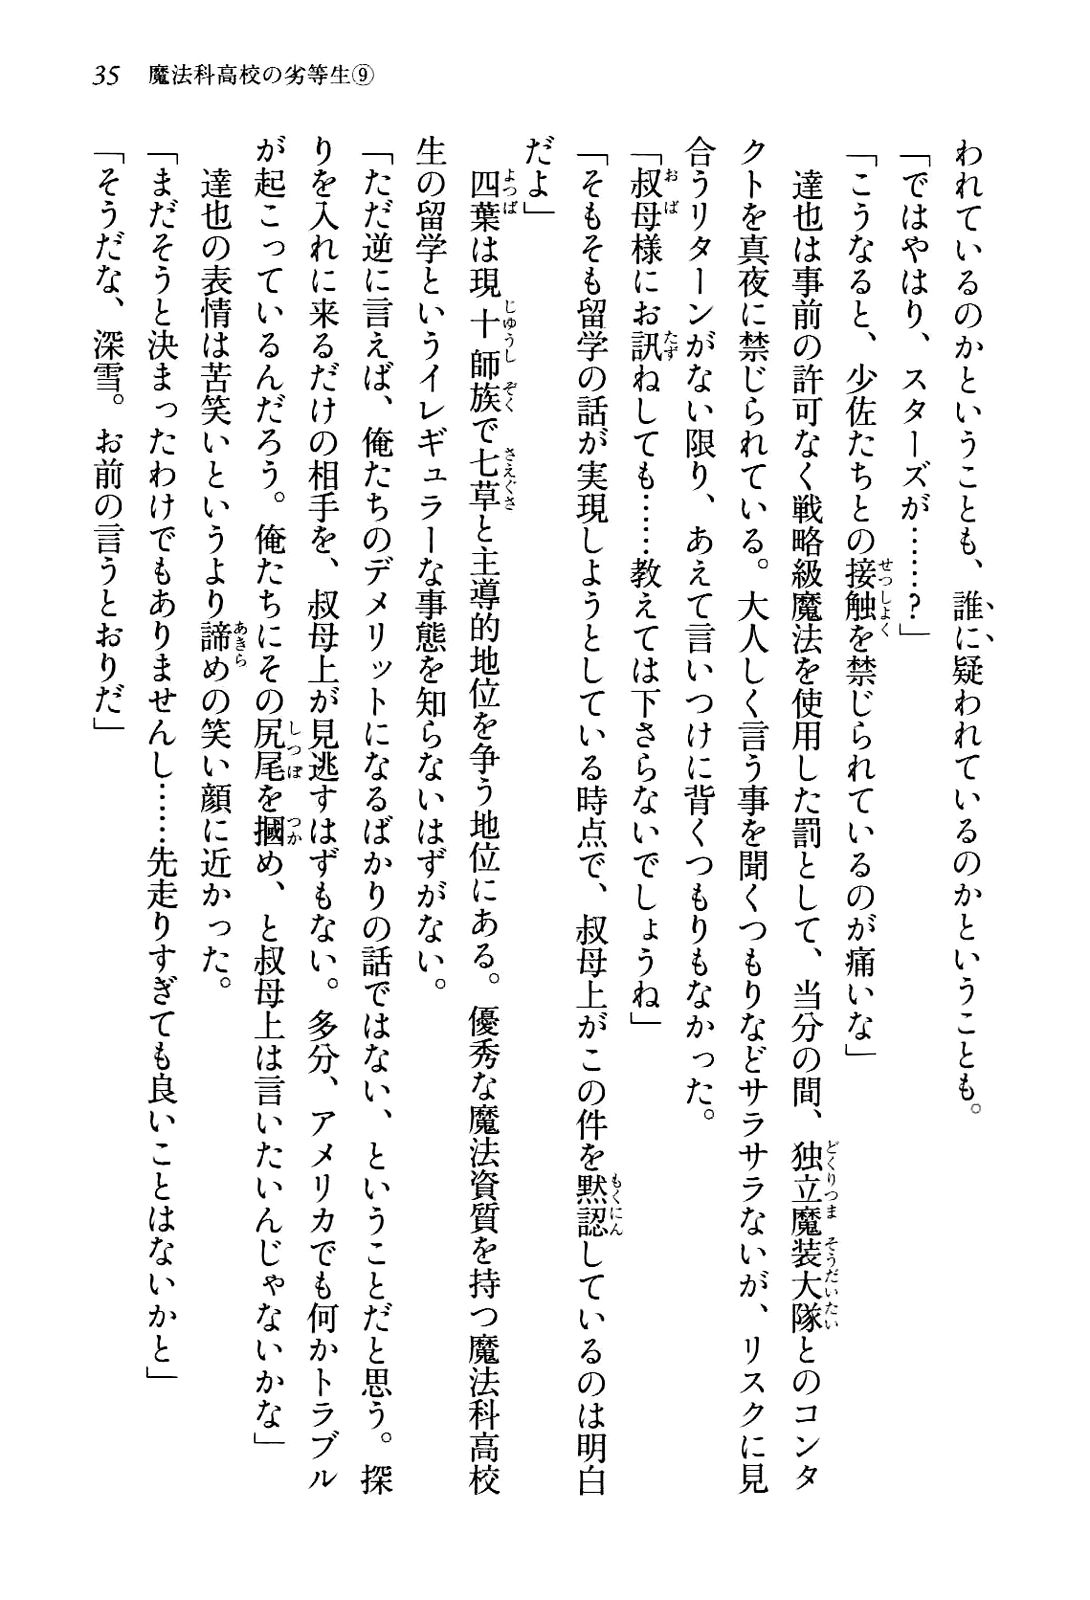 35　魔法科高校の劣等生⑨
われているのかということも、誰に疑われているのかということも。
「ではやはり、スターズが……?」
「こうなると、少佐たちとの接触を禁じられているのが痛いな」
　達也は事前の許可なく戦略級魔法を使用した罰として、当分の間、独立魔装大隊とのコンタ
クトを真夜に禁じられている。大人しく言う事を聞くつもりなどサラサラないが、リスクに見
合うリターンがない限り、あえて言いつけに背くつもりもなかった。
「叔母様にお訊ねしても……教えては下さらないでしょうね」
「そもそも留学の話が実現しようとしている時点で、叔母上がこの件を黙認しているのは明白
だよ」
　四葉は現十師族で七草と主導的地位を争う地位にある。優秀な魔法資質を持つ魔法科高校
生の留学というイレギュラーな事態を知らないはずがない。
「ただ逆に言えば、俺たちのデメリットになるばかりの話ではない、ということだと思う。探
りを入れに来るだけの相手を、叔母上が見逃すはずもない。多分、アメリカでも何かトラブル
が起こっているんだろう。俺たちにその尻尾を摑め、と叔母上は言いたいんじゃないかな」
　達也の表情は苦笑いというより諦めの笑い顔に近かった。
「まだそうと決まったわけでもありませんし……先走りすぎても良いことはないかと」
「そうだな、深雪。お前の言うとおりだ」